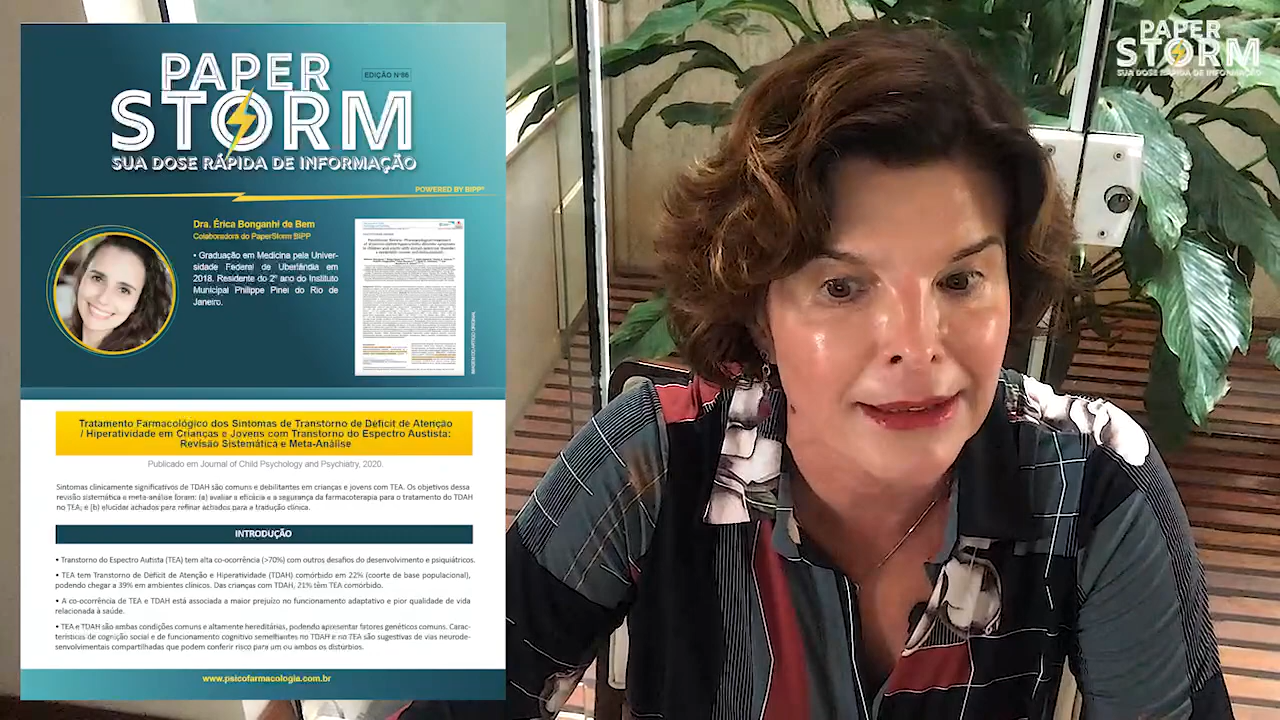 PAPER
STORM
SUA DOSE RÁPIDA DE INFORMAÇÃO
EDIÇÃO Nº86
POWERED BY BIPP®
Dra. Érica Bonganhi de Bem
Colaboradora do PaperStorm BIPP
• Graduação em Medicina pela Univer-
sidade Federal de Uberlândia em
2018. Residente do 2º ano do Instituto
Municipal Philippe Pinel do Rio de
Janeiro.
Tratamento Farmacológico dos Sintomas de Transtorno de Déficit de Atenção
/ Hiperatividade em Crianças e Jovens com Transtorno do Espectro Austista:
Revisão Sistemática e Meta-Análise
Publicado em Journal of Child Psychology and Psychiatry, 2020.
Sintomas clinicamente significativos de TDAH são comuns e debilitantes em crianças e jovens com TEA. Os objetivos dessa
revisão sistemática e meta-análise foram: (a) avaliar a eficácia e a segurança da farmacoterapia para o tratamento do TDAH
no TEA; e (b) elucidar achados para refinar achados para a tradução clínica.
INTRODUÇÃO
• Transtorno do Espectro Autista (TEA) tem alta co-ocorrência (>70%) com outros desafios do desenvolvimento e psiquiátricos.
• TEA tem Transtorno de Déficit de Atenção e Hiperatividade (TDAH) comórbido em 22% (coorte de base populacional),
podendo chegar a 39% em ambientes clínicos. Das crianças com TDAH, 21% têm TEA comórbido.
• A co-ocorrência de TEA e TDAH está associada a maior prejuízo no funcionamento adaptativo e pior qualidade de vida
relacionada à saúde.
• TEA e TDAH são ambas condições comuns e altamente hereditárias, podendo apresentar fatores genéticos comuns. Carac-
terísticas de cognição social e de funcionamento cognitivo semelhantes no TDAH e no TEA são sugestivas de vias neurode-
senvolvimentais compartilhadas que podem conferir risco para um ou ambos os distúrbios.
www.psicofarmacologia.com.br
PAPER
STORM
SUA DOSE RÁPIDA DE INFORMAÇÃO